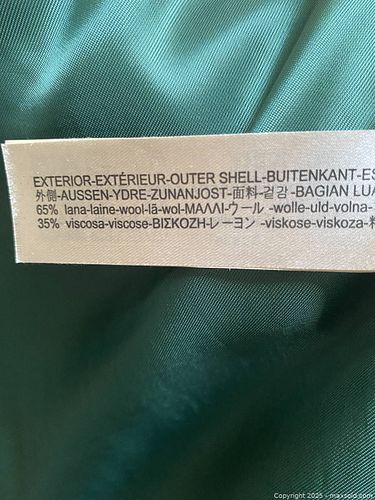 EXTERIOR-EXTÉRIEUR-OUTER SHELL-BUITENKANT-ES
外側-AUSSEN-YDRE-ZUNANJOST-面料-겉감-BAGIAN LUA
65% lana-laine-wool-lã-wol-ΜΑΛΛΙ-ウール -wolle-uld-volna-
35% viscosa-viscose-ΒΙΣΚΟΖΗ-レーヨン -viskose-viskoza-粘
Copyright 2025 - maxsold.com